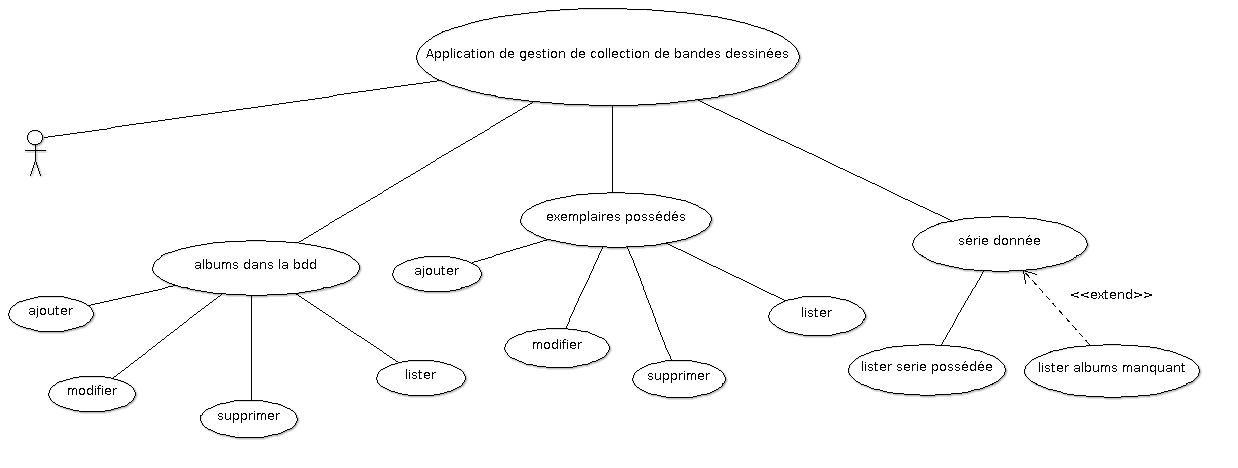 Application de gestion de collection de bandes dessinées
exemplaires possédés
série donnée
albums dans la bdd
ajouter
<<extend>>
ajouter
lister
modifier
lister serie possédée
lister albums manquant
lister
supprimer
modifier
supprimer